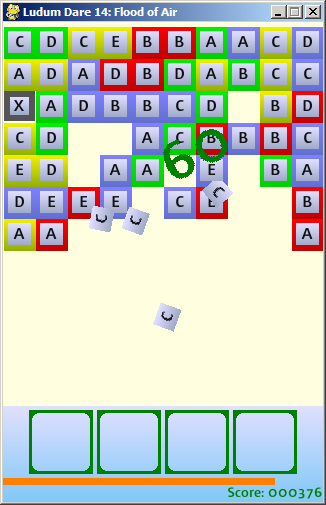 Ludum Dare 14: Flood of Air
C D C E B B A A C D
A D A D B D A B C C
X A D B B C D B D
C D A C B B B C
60
E D A A E B A
D E E E C E B
C C C
A A A
C
Score: 000376